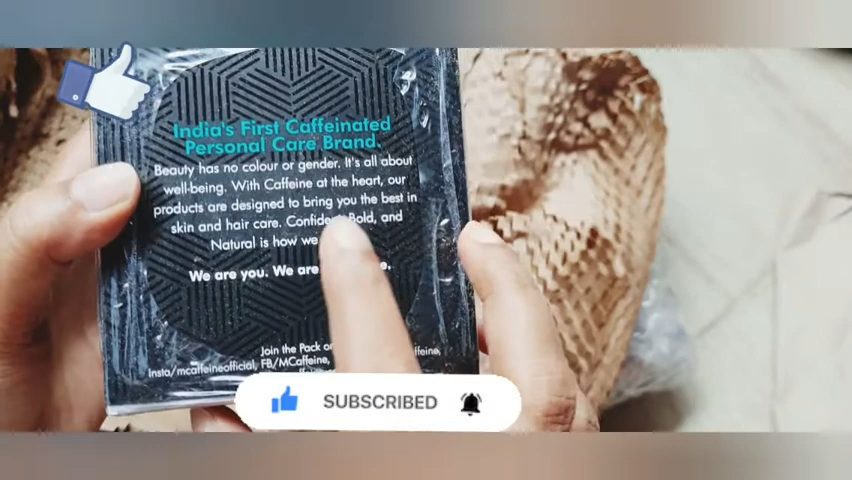 India's First Caffeinated
Personal Care Brand.
Beauty has no colour or gender. It's all about
well-being. With Caffeine at the heart, our
products are designed to bring you the best in
skin and hair care. Confident, Bold, and
Natural is how we
We are you. We are
Join the Pack on
Insta/mcaffeineofficial, FB/MCaffeine,
SUBSCRIBED